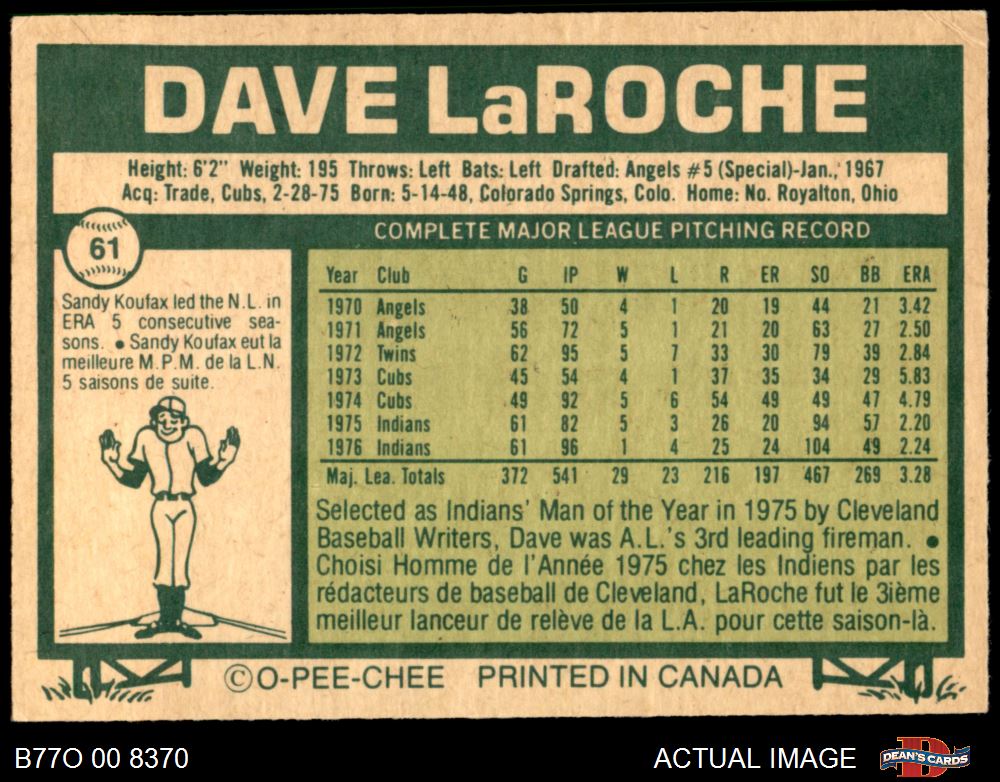 DAVE LaROCHE
Height: 6'2" Weight: 195 Throws: Left Bats: Left Drafted: Angels #5 (Special)-Jan., 1967
Acq: Trade, Cubs, 2-28-75 Born: 5-14-48, Colorado Springs, Colo. Home: No. Royalton, Ohio
61
Sandy Koufax led the N.L. in
ERA 5 consecutive sea-
sons. ● Sandy Koufax eut la
meilleure M.P.M. de la L.N.
5 saisons de suite.
COMPLETE MAJOR LEAGUE PITCHING RECORD
Year Club G IP W L R ER SO BB ERA
1970 Angels 38 50 4 1 20 19 44 21 3.42
1971 Angels 56 72 5 1 21 20 63 27 2.50
1972 Twins 62 95 5 7 33 30 79 39 2.84
1973 Cubs 45 54 4 1 37 35 34 29 5.83
1974 Cubs 49 92 5 6 54 49 49 47 4.79
1975 Indians 61 82 5 3 26 20 94 57 2.20
1976 Indians 61 96 1 4 25 24 104 49 2.24
Maj. Lea. Totals 372 541 29 23 216 197 467 269 3.28
Selected as Indians' Man of the Year in 1975 by Cleveland
Baseball Writers, Dave was A.L.'s 3rd leading fireman. ●
Choisi Homme de l'Année 1975 chez les Indiens par les
rédacteurs de baseball de Cleveland, LaRoche fut le 3ième
meilleur lanceur de relève de la L.A. pour cette saison-là.
©O-PEE-CHEE PRINTED IN CANADA
B77O 00 8370
ACTUAL IMAGE
DEAN'S CARDS